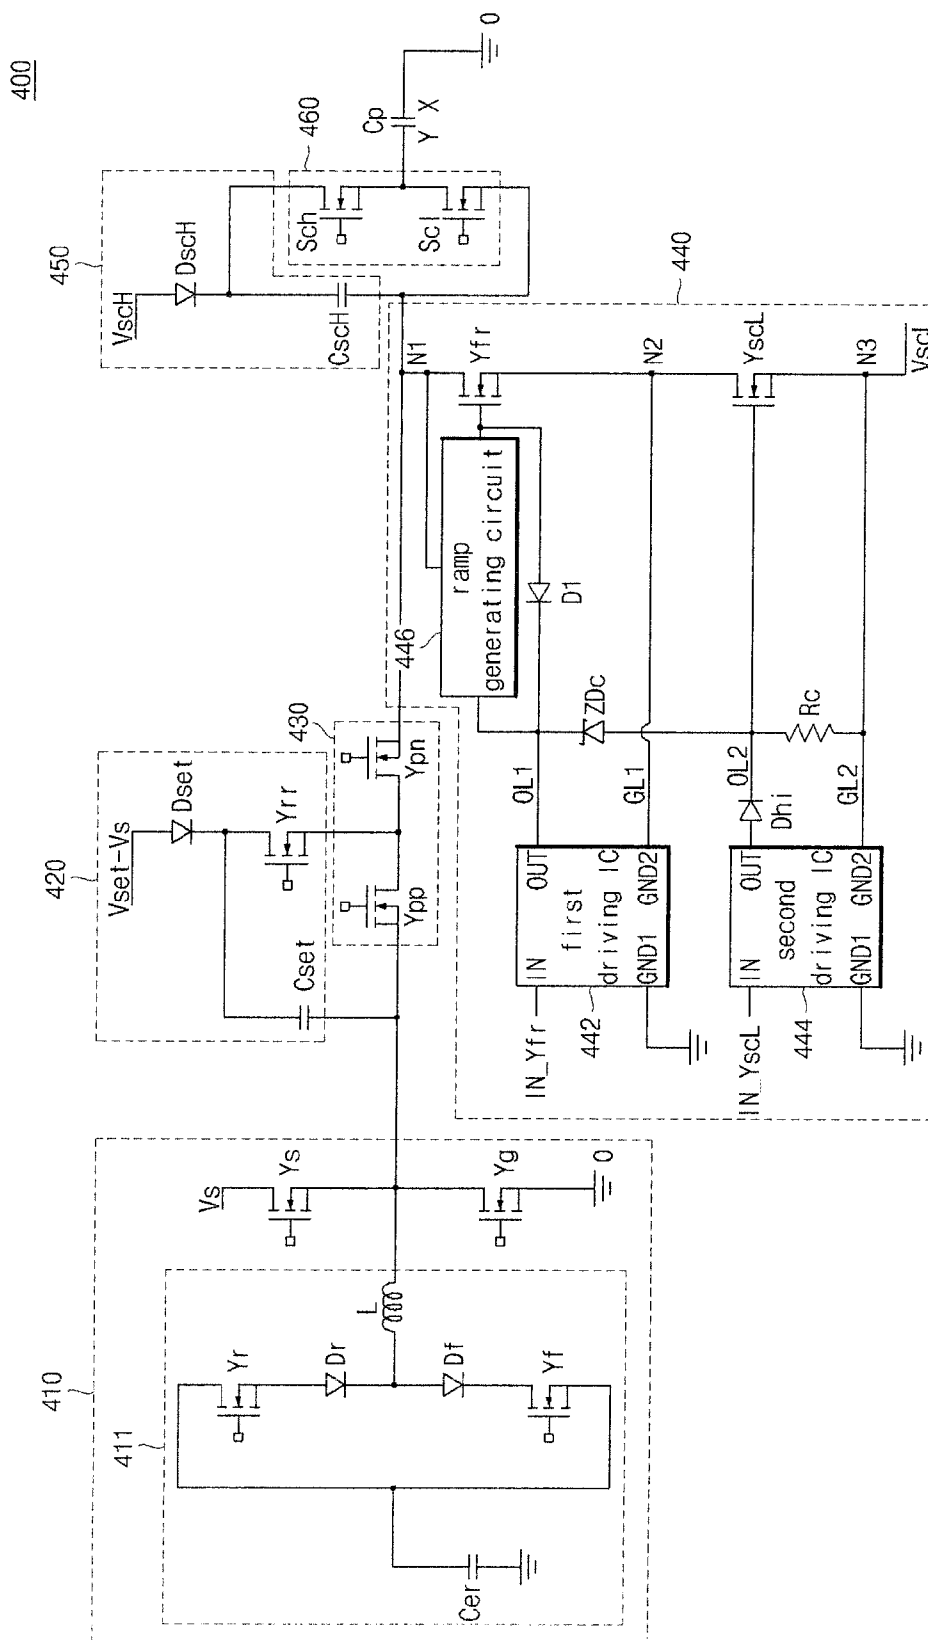 400
410
411
Cer
Yr
Dr
Df
Yf
L
Vs
Ys
Yg
0
420
Vset-Vs
Dset
Cset
Yrr
430
Ypp
Ypn
450
VscH
DscH
CscH
460
Sch
Scl
Cp
Y X
0
440
N1
Yfr
N2
YscL
N3
VscL
446
ramp
generating circuit
D1
ZDc
Rc
OL1
GL1
OL2
GL2
Dhi
IN_Yfr
IN OUT
first
driving IC
GND1 GND2
442
IN_YscL
IN OUT
second
driving IC
GND1 GND2
444